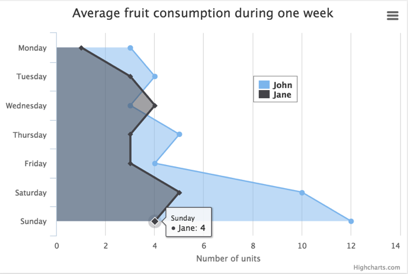 Average fruit consumption during one week
Monday
Tuesday
Wednesday
Thursday
Friday
Saturday
Sunday
John
Jane
Sunday
● Jane: 4
0 2 4 6 8 10 12 14
Number of units
Highcharts.com